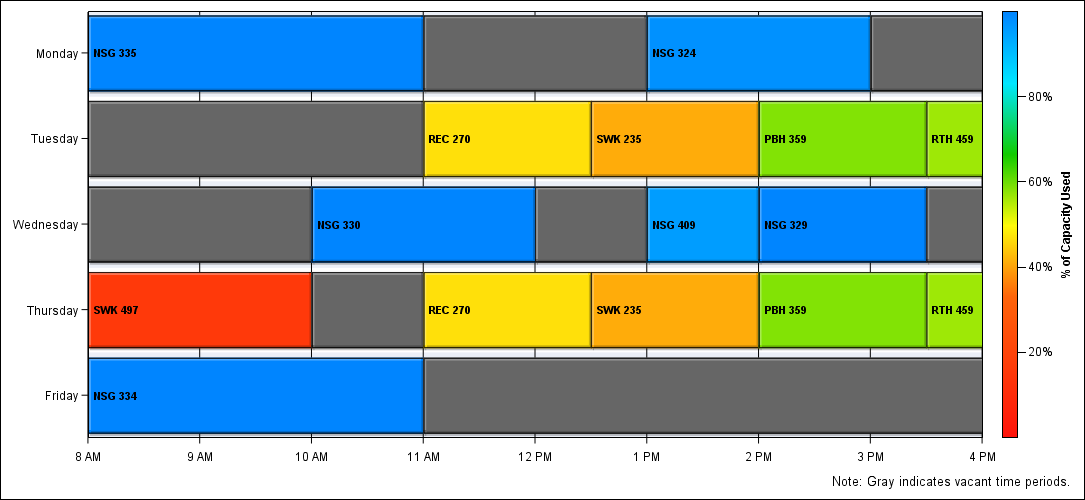 Monday
NSG 335
NSG 324
Tuesday
REC 270
SWK 235
PBH 359
RTH 459
Wednesday
NSG 330
NSG 409
NSG 329
Thursday
SWK 497
REC 270
SWK 235
PBH 359
RTH 459
Friday
NSG 334
8 AM
9 AM
10 AM
11 AM
12 PM
1 PM
2 PM
3 PM
4 PM
80%
60%
40%
20%
% of Capacity Used
Note: Gray indicates vacant time periods.